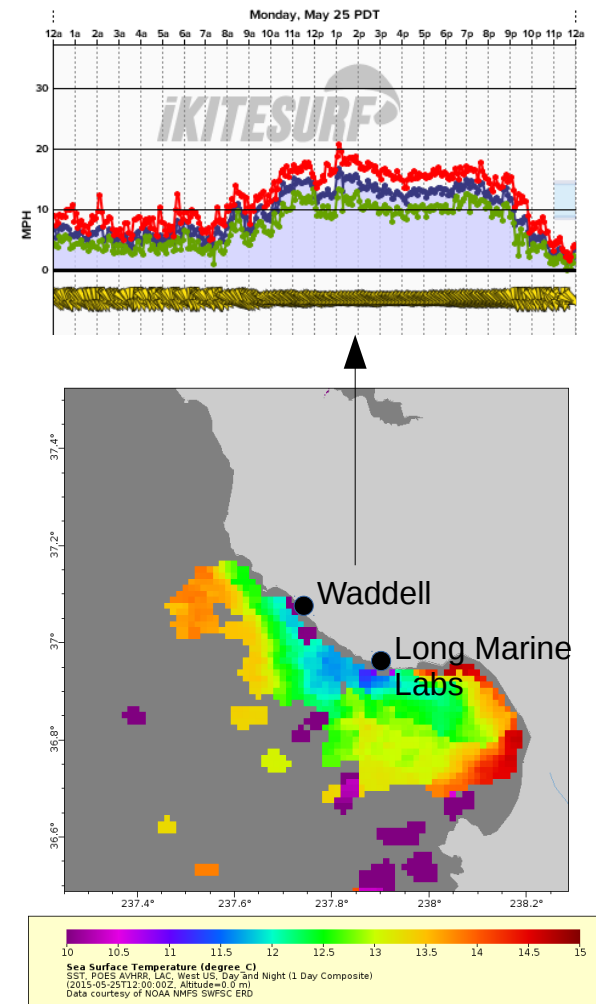 Monday, May 25 PDT
12a 1a 2a 3a 4a 5a 6a 7a 8a 9a 10a 11a 12p 1p 2p 3p 4p 5p 6p 7p 8p 9p 10p 11p 12a
30
iKITESURF
20
10
MPH
0
37.4°
37.2°
Waddell
37°
Long Marine
Labs
36.8°
36.6°
237.4° 237.6° 237.8° 238° 238.2°
10 10.5 11 11.5 12 12.5 13 13.5 14 14.5 15
Sea Surface Temperature (degree_C)
SST, POES AVHRR, LAC, West US, Day and Night (1 Day Composite)
(2015-05-25T12:00:00Z, Altitude=0.0 m)
Data courtesy of NOAA NMFS SWFSC ERD